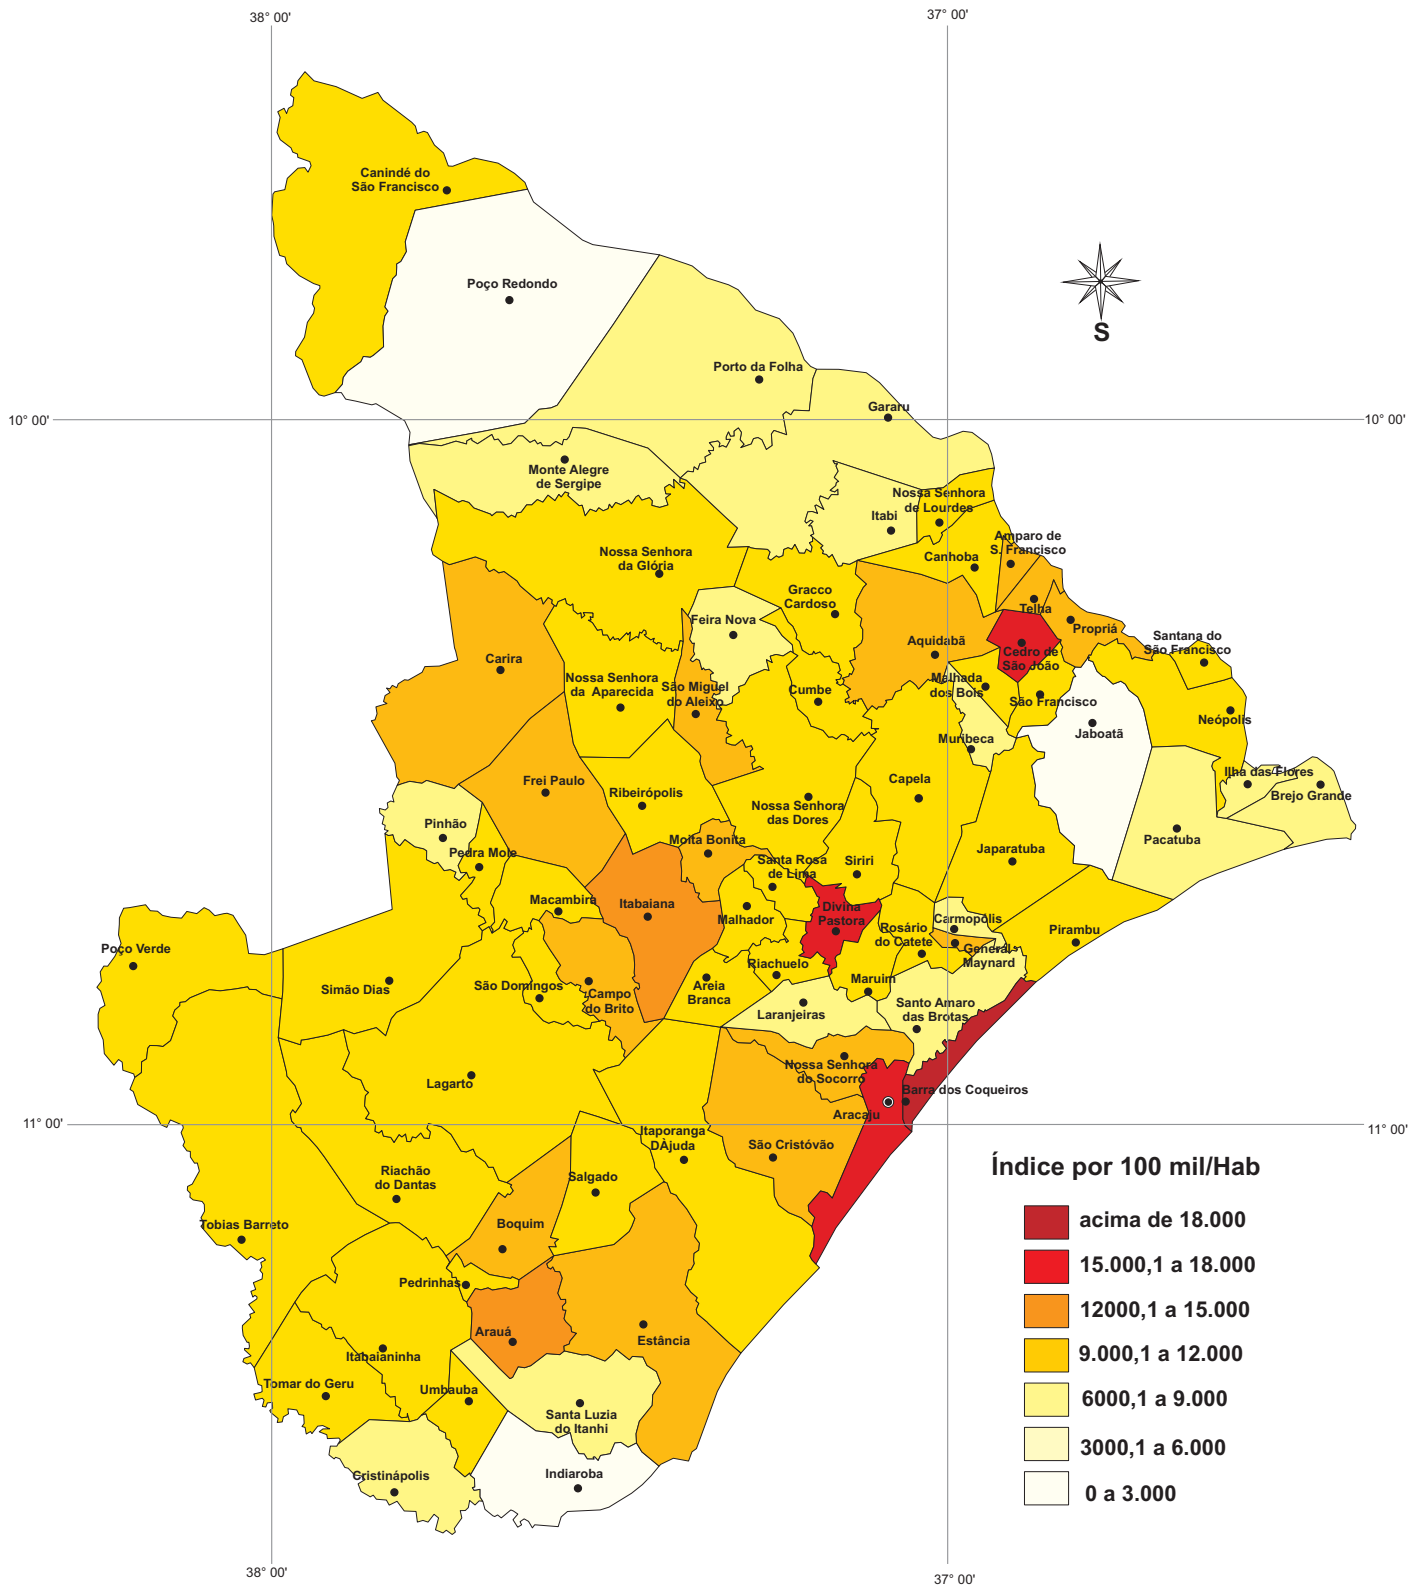 38° 00'
37° 00'
Canindé do
São Francisco
Poço Redondo
S
Porto da Folha
Gararu
10° 00'
10° 00'
Monte Alegre
de Sergipe
Nossa Senhora
de Lourdes
Itabi
Amparo de
S. Francisco
Nossa Senhora
da Glória
Canhoba
Gracco
Cardoso
Telha
Feira Nova
Propriá
Santana do
São Francisco
Aquidabã
Cedro de
São João
Carira
Nossa Senhora
da Aparecida
São Miguel
do Aleixo
Cumbe
Malhada
dos Bois
São Francisco
Neópolis
Jaboatã
Muribeca
Frei Paulo
Ribeirópolis
Capela
Ilha das Flores
Brejo Grande
Nossa Senhora
das Dores
Pinhão
Moita Bonita
Pacatuba
Pedra Mole
Santa Rosa
de Lima
Siriri
Japaratuba
Macambira
Itabaiana
Malhador
Divina
Pastora
Carmopólis
Rosário
do Catete
Pirambu
General
Maynard
Poço Verde
Simão Dias
São Domingos
Campo
do Brito
Areia
Branca
Riachuelo
Maruim
Laranjeiras
Santo Amaro
das Brotas
Nossa Senhora
do Socorro
Lagarto
Barra dos Coqueiros
Aracaju
11° 00'
11° 00'
Itaporanga
DÀjuda
São Cristóvão
Riachão
do Dantas
Salgado
Tobias Barreto
Boquim
Pedrinhas
Arauá
Estância
Itabaianinha
Tomar do Geru
Umbauba
Santa Luzia
do Itanhi
Cristinápolis
Indiaroba
Índice por 100 mil/Hab
acima de 18.000
15.000,1 a 18.000
12000,1 a 15.000
9.000,1 a 12.000
6000,1 a 9.000
3000,1 a 6.000
0 a 3.000
38° 00'
37° 00'